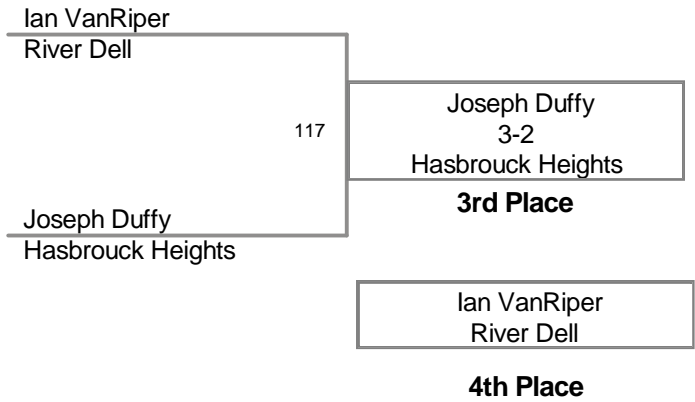 Ian VanRiper
River Dell
117
Joseph Duffy
3-2
Hasbrouck Heights
3rd Place
Joseph Duffy
Hasbrouck Heights
Ian VanRiper
River Dell
4th Place